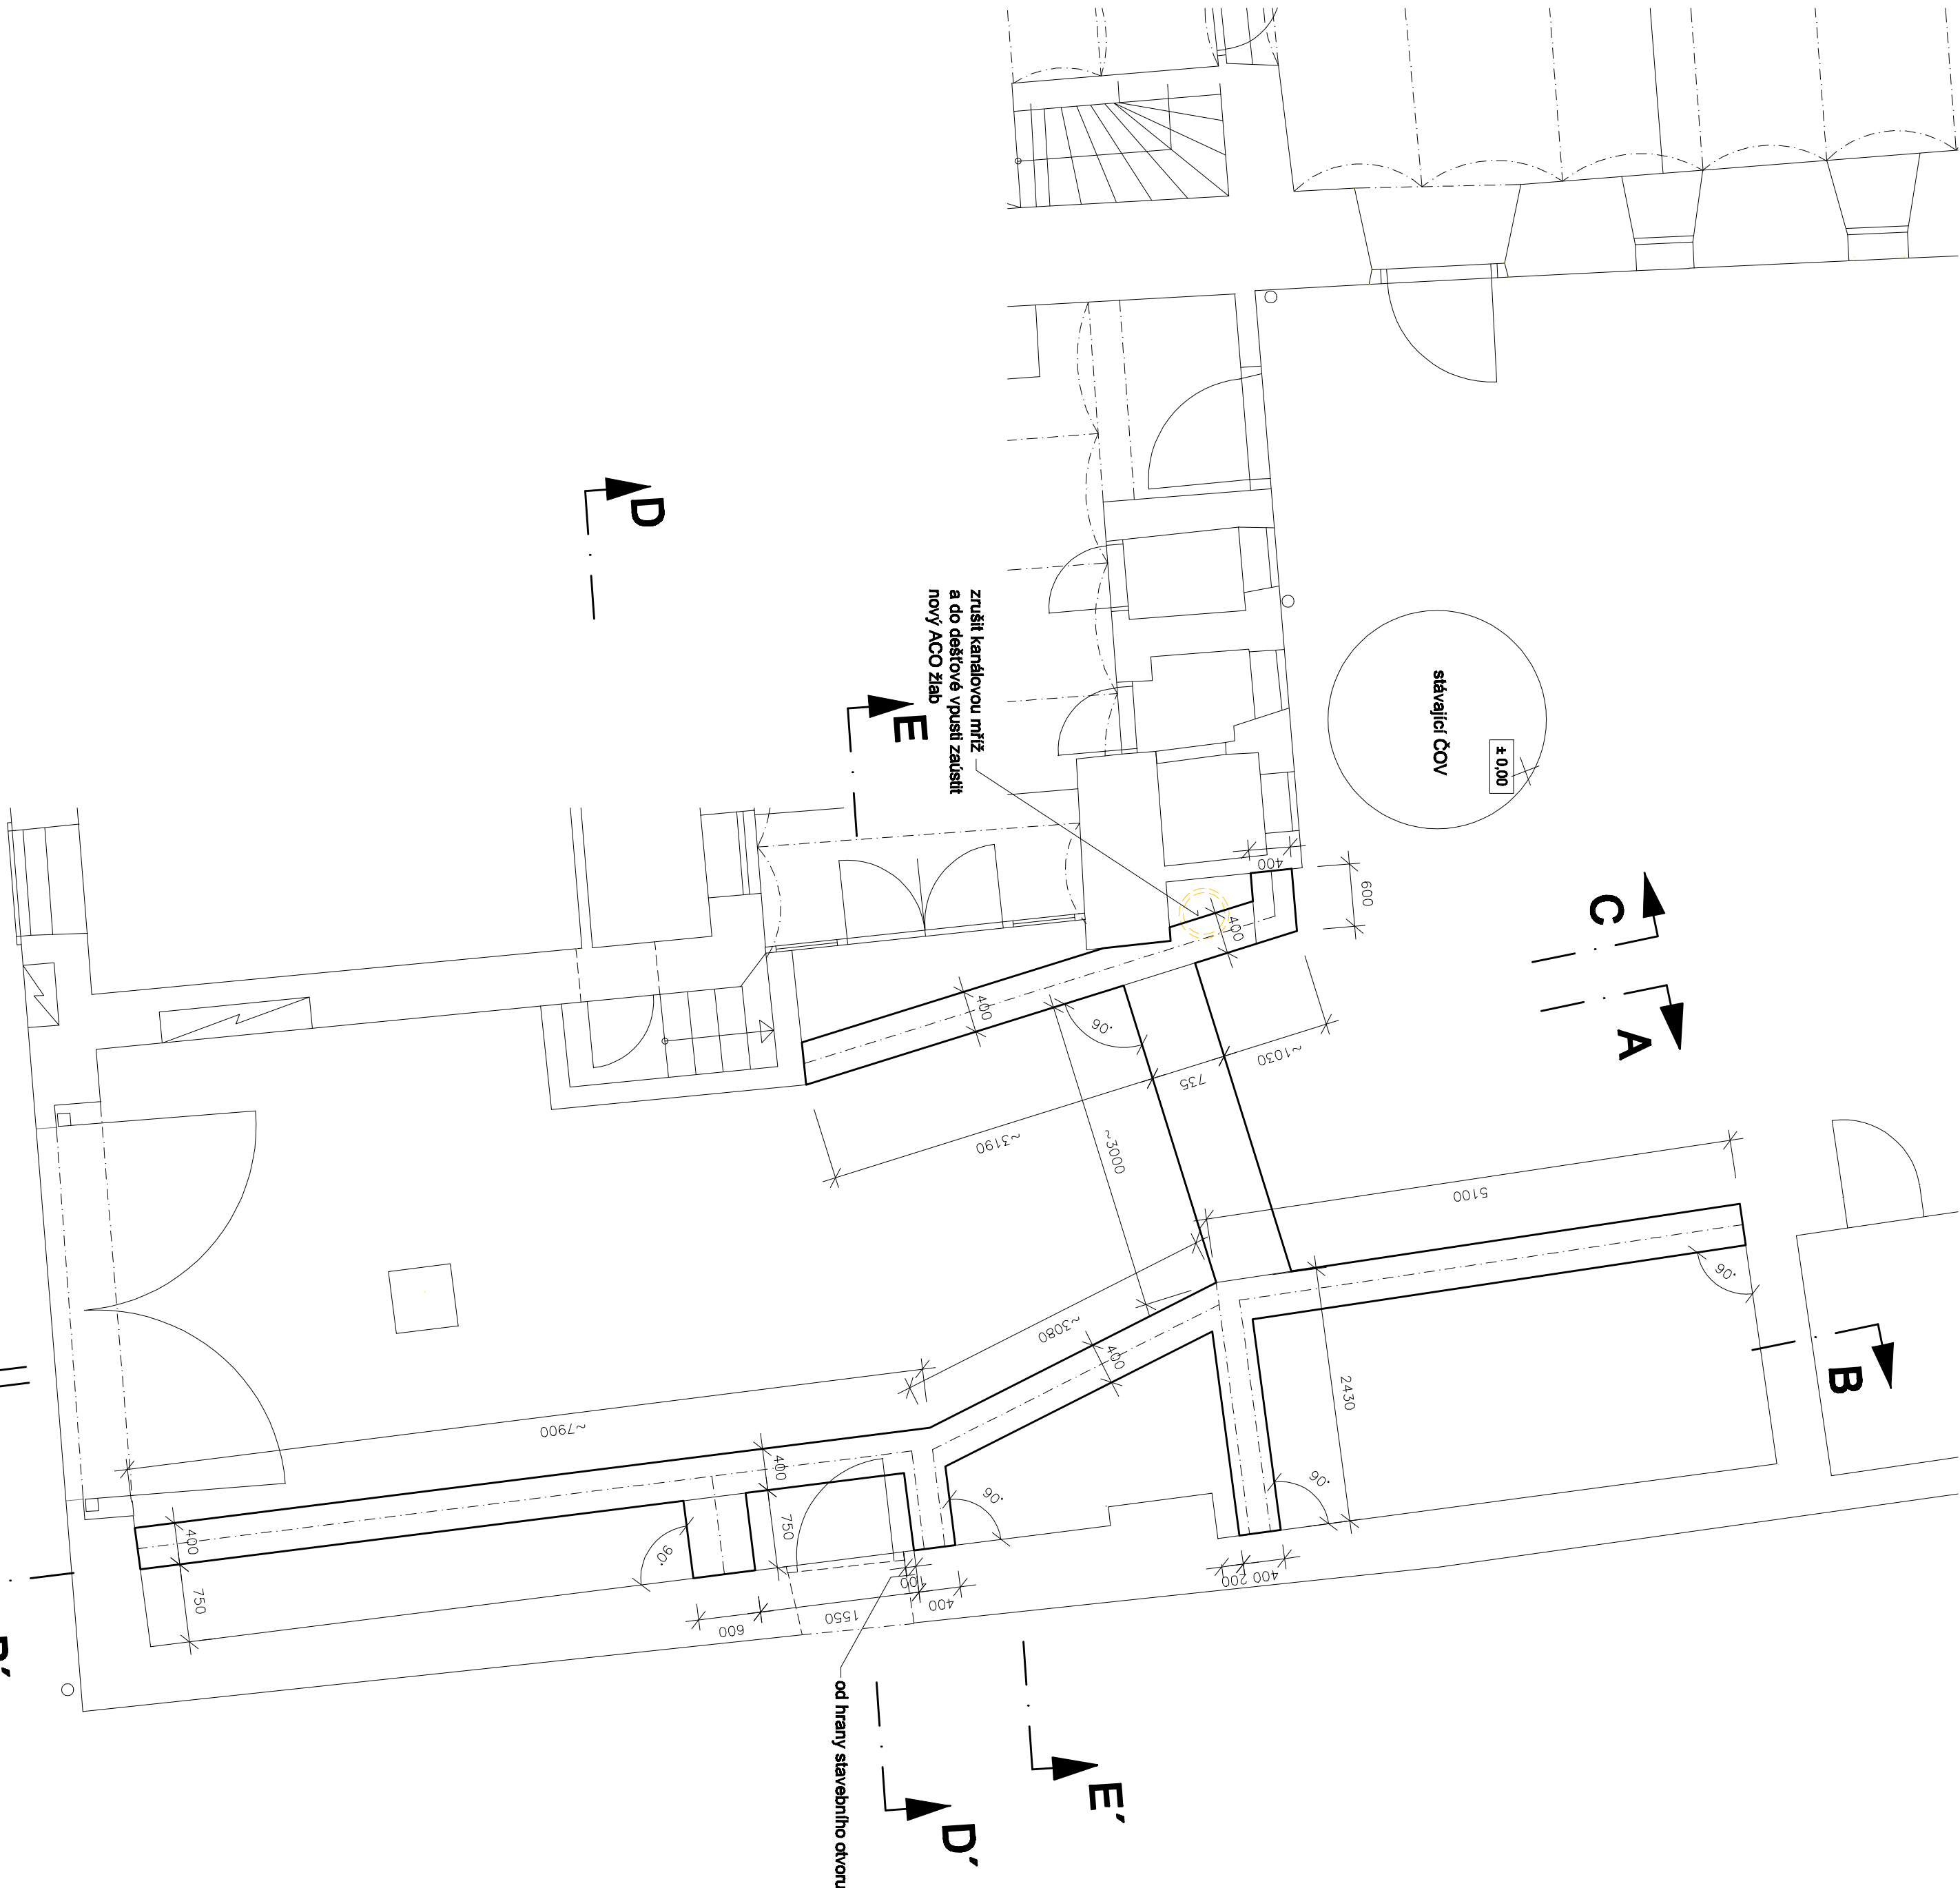 D
E
zrušit kanálovou mříž
a do dešťové vpusti zaústit
nový ACO žlab
stávající ČOV
± 0,00
C
A
B
400
600
400
400
90°
~1030
735
~3190
~3000
5100
90°
~3080
400
2430
~7900
400
750
90°
90°
90°
400
750
100
400
1550
600
200
400
od hrany stavebního otvoru
E´
D´